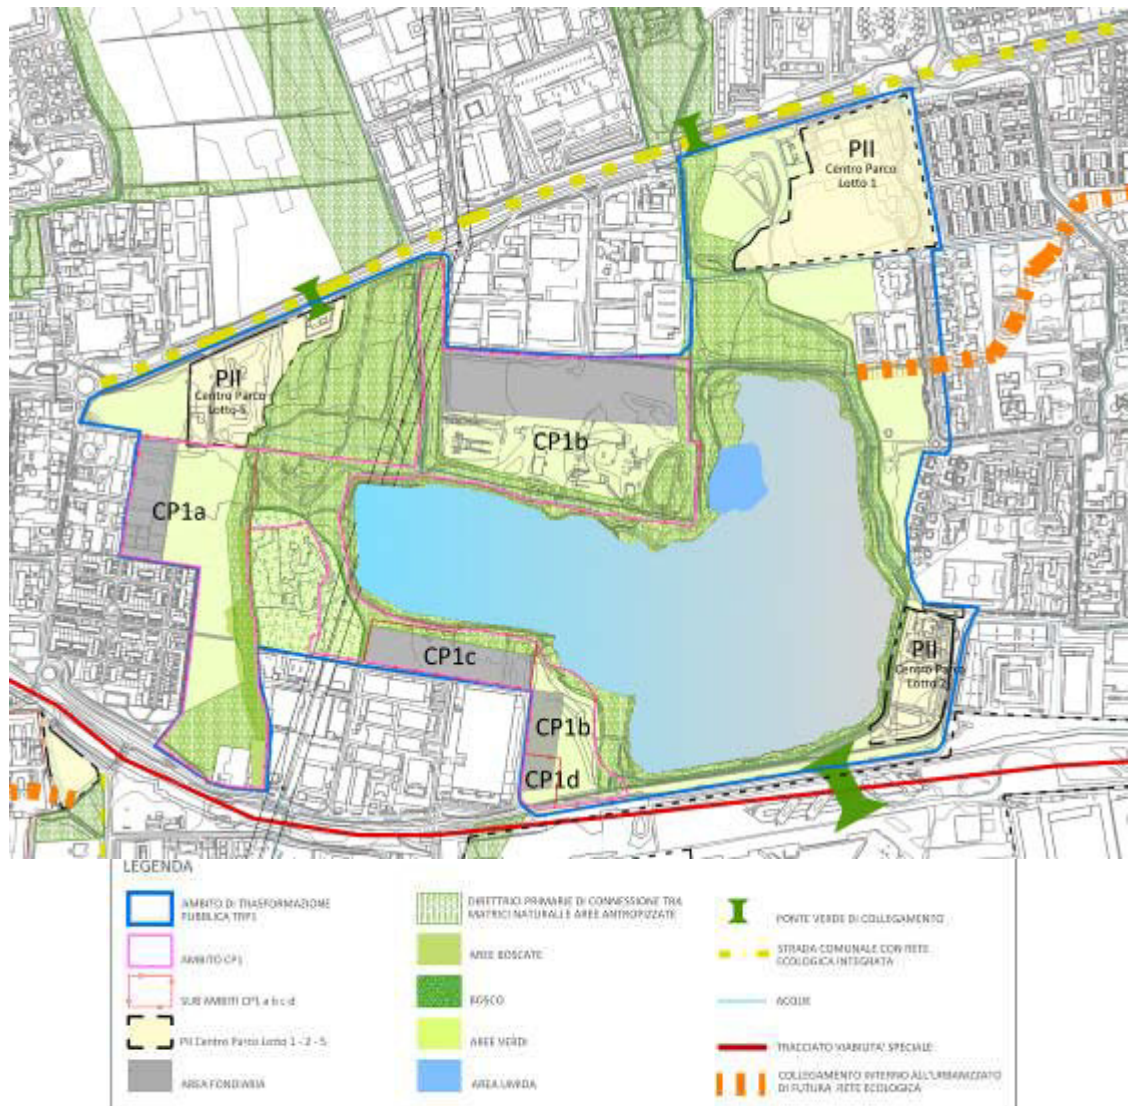 PII
Centro Parco
Lotto 1
PII
Centro Parco
Lotto 5
CP1b
CP1a
CP1c
PII
Centro Parco
Lotto 2
CP1b
CP1d
LEGENDA
AMBITO DI TRASFORMAZIONE
PUBBLICA TRP1
AMBITO CP1
SUB AMBITI CP1 a b c d
PII Centro Parco Lotto 1 - 2 - 5
AREA FONDIARIA
DIRETTRICI PRIMARIE DI CONNESSIONE TRA
MATRICI NATURALI E AREE ANTROPIZZATE
AREE BOSCATE
BOSCO
AREE VERDI
AREA UMIDA
PONTE VERDE DI COLLEGAMENTO
STRADA COMUNALE CON RETE
ECOLOGICA INTEGRATA
ACQUE
TRACCIATO VIABILITA' SPECIALE
COLLEGAMENTO INTERNO ALL'URBANIZZATO
DI FUTURA RETE ECOLOGICA